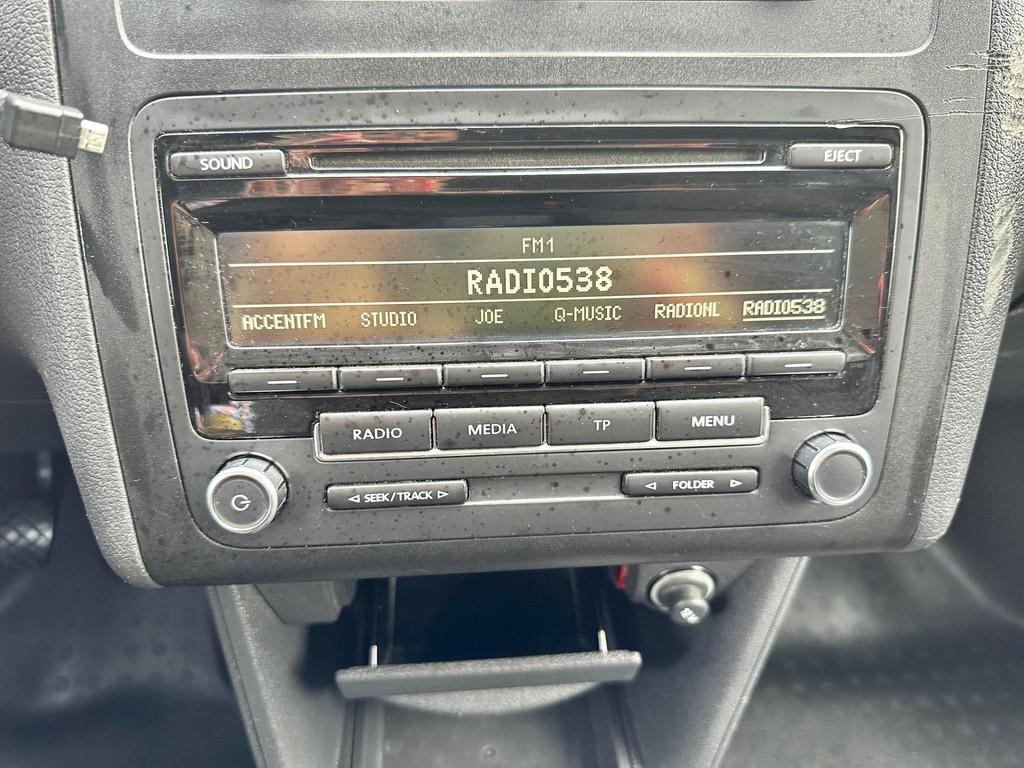 SOUND EJECT
FM1
RADIO538
ACCENTFM STUDIO JOE Q-MUSIC RADIONL RADIO538
RADIO MEDIA TP MENU
◁ SEEK/TRACK ▷ ◁ FOLDER ▷